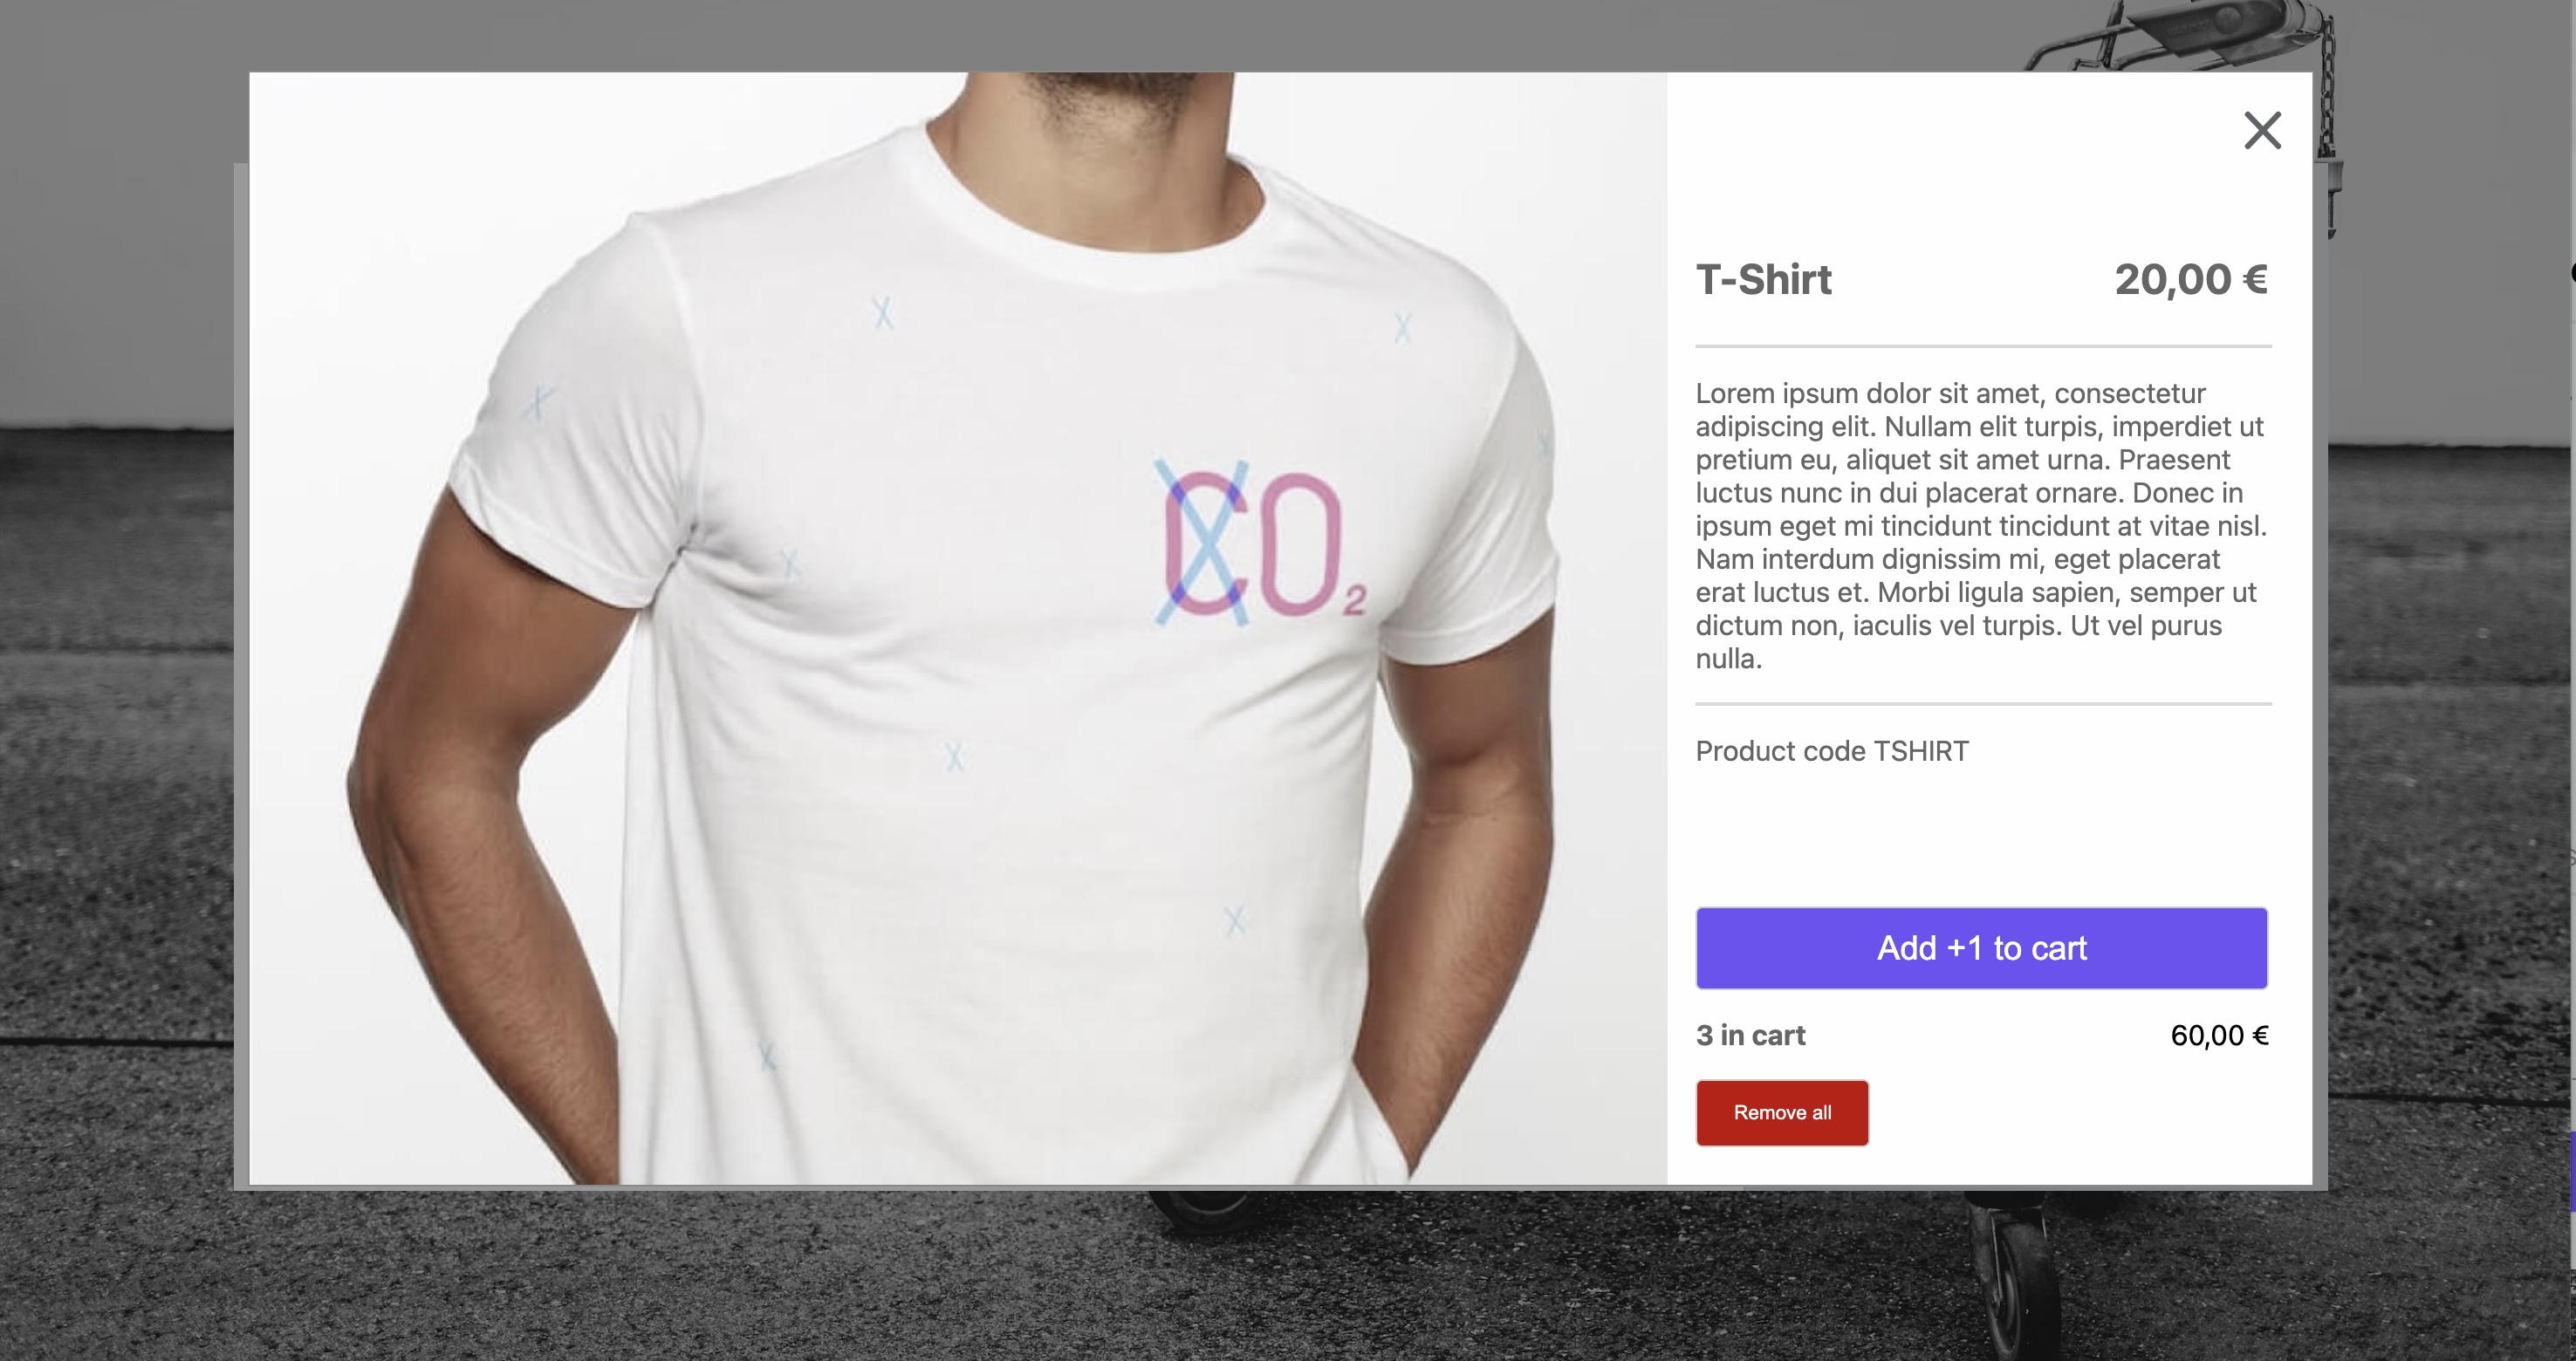 CO2
T-Shirt 20,00 €
Lorem ipsum dolor sit amet, consectetur
adipiscing elit. Nullam elit turpis, imperdiet ut
pretium eu, aliquet sit amet urna. Praesent
luctus nunc in dui placerat ornare. Donec in
ipsum eget mi tincidunt tincidunt at vitae nisl.
Nam interdum dignissim mi, eget placerat
erat luctus et. Morbi ligula sapien, semper ut
dictum non, iaculis vel turpis. Ut vel purus
nulla.
Product code TSHIRT
Add +1 to cart
3 in cart 60,00 €
Remove all